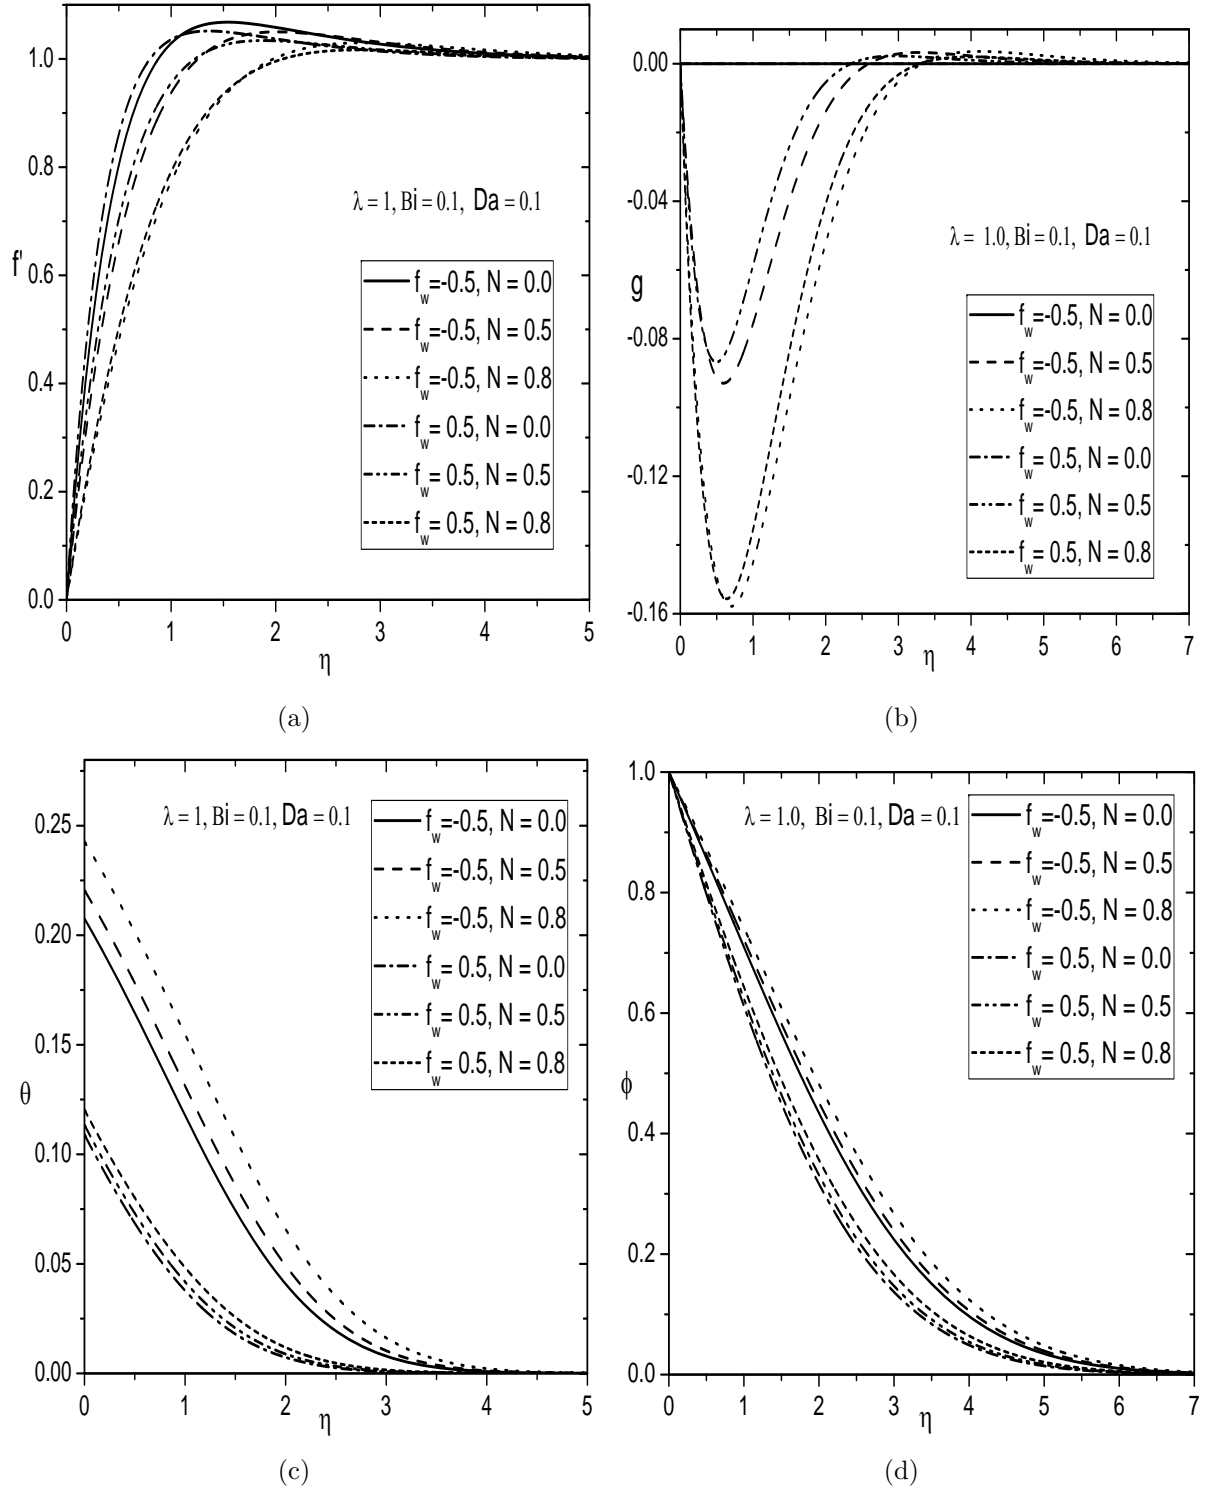 1.0
0.8
0.6
0.4
0.2
0.0
f'
λ = 1, Bi = 0.1, Da = 0.1
f_w=-0.5, N = 0.0
f_w=-0.5, N = 0.5
f_w=-0.5, N = 0.8
f_w= 0.5, N = 0.0
f_w= 0.5, N = 0.5
f_w= 0.5, N = 0.8
0 1 2 3 4 5
η
(a)
0.00
-0.04
-0.08
-0.12
-0.16
g
λ = 1.0, Bi = 0.1, Da = 0.1
f_w=-0.5, N = 0.0
f_w=-0.5, N = 0.5
f_w=-0.5, N = 0.8
f_w= 0.5, N = 0.0
f_w= 0.5, N = 0.5
f_w= 0.5, N = 0.8
0 1 2 3 4 5 6 7
η
(b)
0.25
0.20
0.15
0.10
0.05
0.00
θ
λ = 1, Bi = 0.1, Da = 0.1
f_w=-0.5, N = 0.0
f_w=-0.5, N = 0.5
f_w=-0.5, N = 0.8
f_w= 0.5, N = 0.0
f_w= 0.5, N = 0.5
f_w= 0.5, N = 0.8
0 1 2 3 4 5
η
(c)
1.0
0.8
0.6
0.4
0.2
0.0
ϕ
λ = 1.0, Bi = 0.1, Da = 0.1
f_w=-0.5, N = 0.0
f_w=-0.5, N = 0.5
f_w=-0.5, N = 0.8
f_w= 0.5, N = 0.0
f_w= 0.5, N = 0.5
f_w= 0.5, N = 0.8
0 1 2 3 4 5 6 7
η
(d)